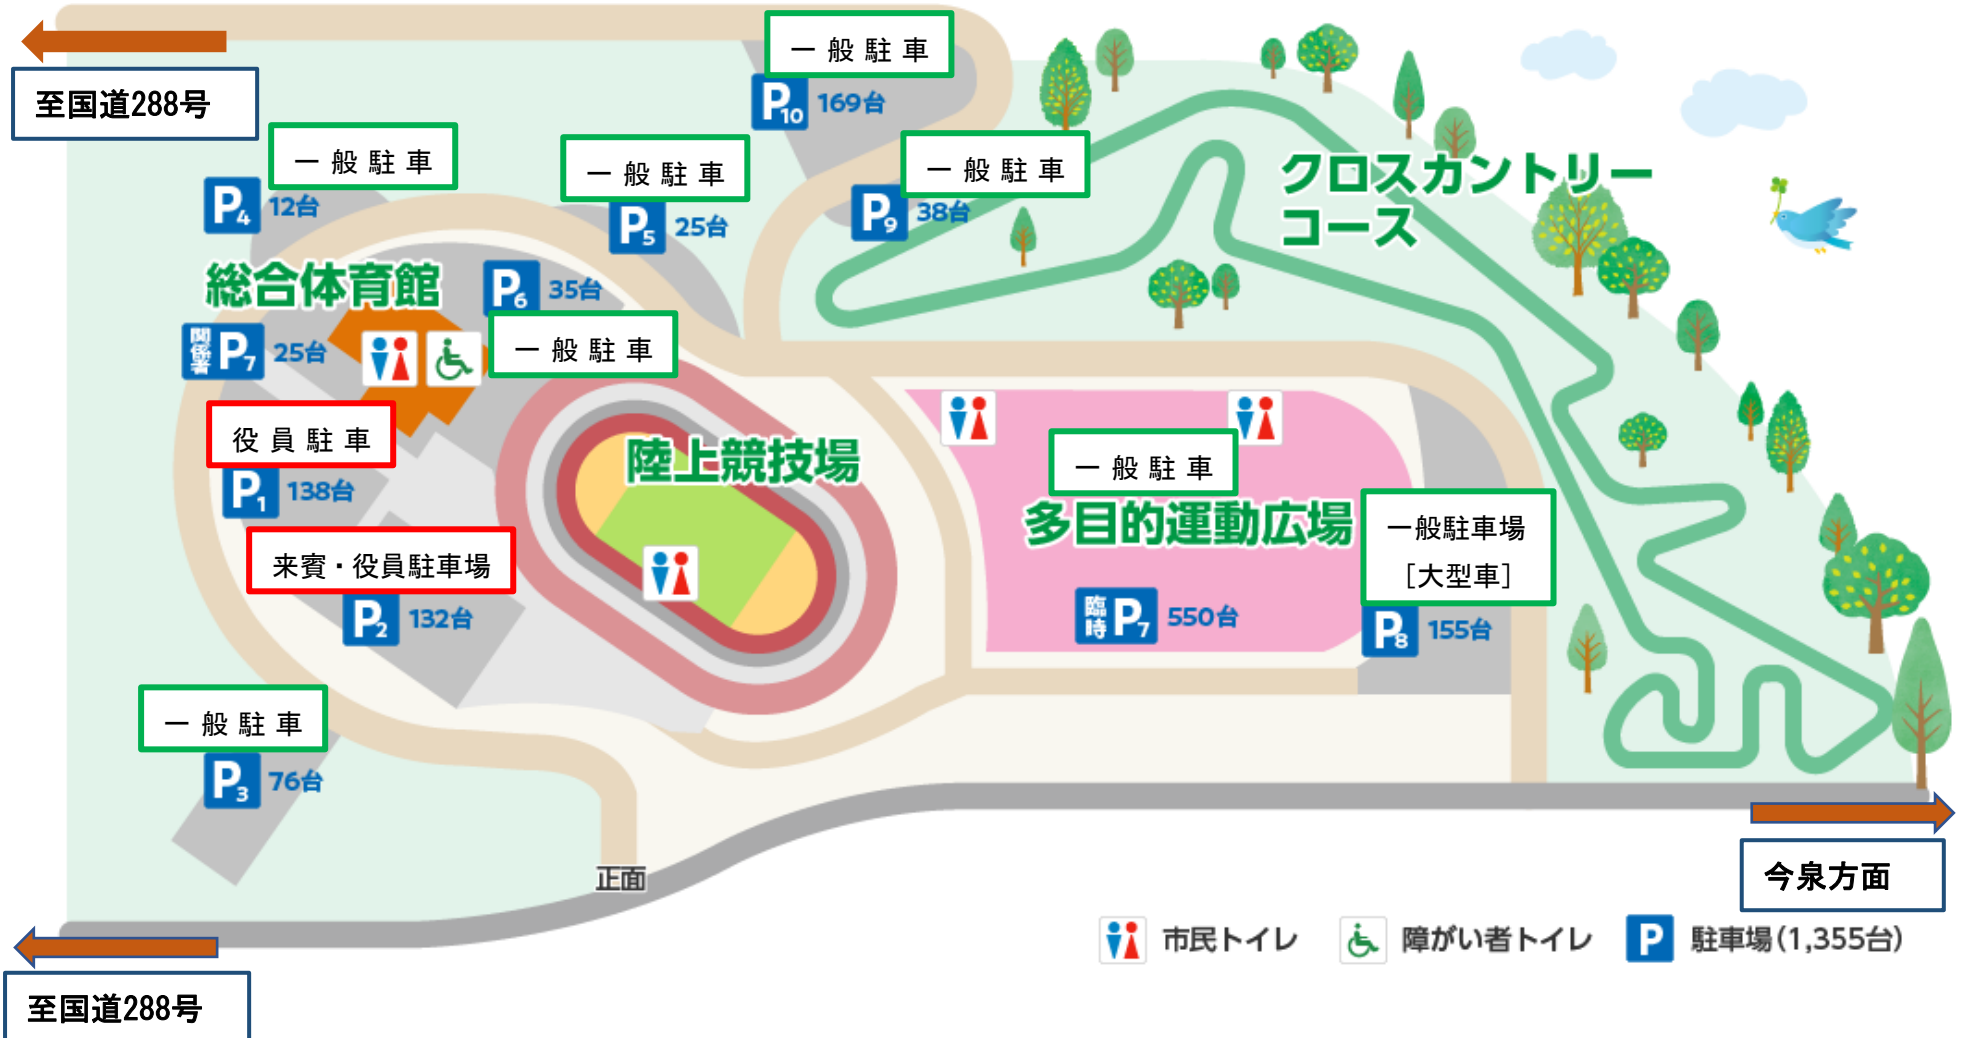 至国道288号
一般駐車
P10 169台
一般駐車
P4 12台
一般駐車
P5 25台
一般駐車
P9 38台
クロスカントリー
コース
総合体育館
P6 35台
一般駐車
関係者 P7 25台
役員駐車
P1 138台
陸上競技場
来賓・役員駐車場
P2 132台
一般駐車
多目的運動広場
臨時 P7 550台
一般駐車場
［大型車］
P8 155台
一般駐車
P3 76台
正面
今泉方面
至国道288号
市民トイレ
障がい者トイレ
P 駐車場(1,355台)